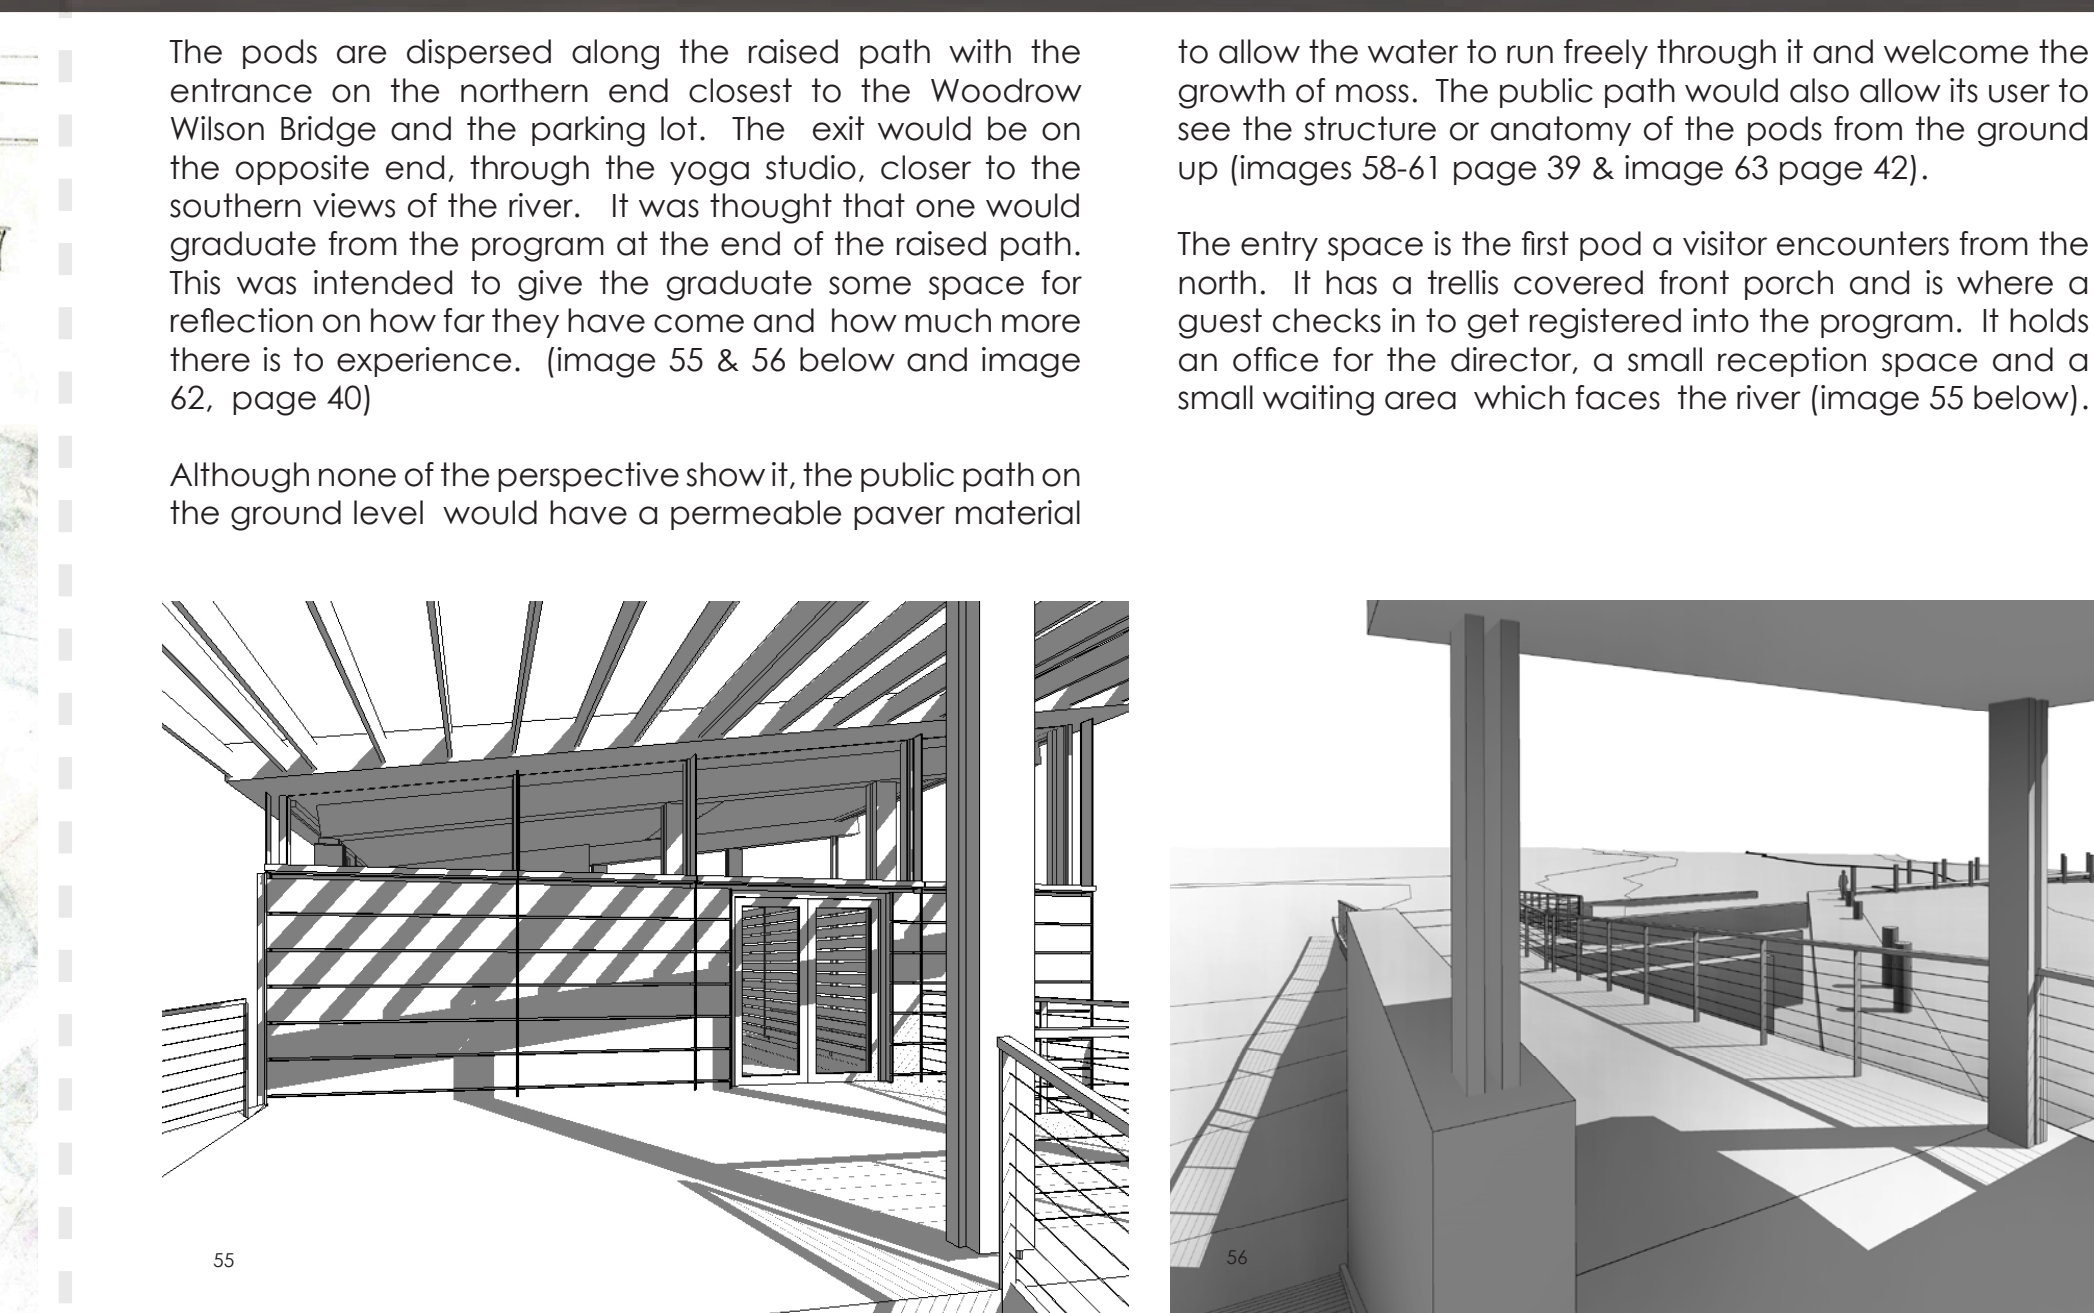 The pods are dispersed along the raised path with the
entrance on the northern end closest to the Woodrow
Wilson Bridge and the parking lot. The exit would be on
the opposite end, through the yoga studio, closer to the
southern views of the river. It was thought that one would
graduate from the program at the end of the raised path.
This was intended to give the graduate some space for
reflection on how far they have come and how much more
there is to experience. (image 55 & 56 below and image
62, page 40)
Although none of the perspective show it, the public path on
the ground level would have a permeable paver material
to allow the water to run freely through it and welcome the
growth of moss. The public path would also allow its user to
see the structure or anatomy of the pods from the ground
up (images 58-61 page 39 & image 63 page 42).
The entry space is the first pod a visitor encounters from the
north. It has a trellis covered front porch and is where a
guest checks in to get registered into the program. It holds
an office for the director, a small reception space and a
small waiting area which faces the river (image 55 below).
55
56